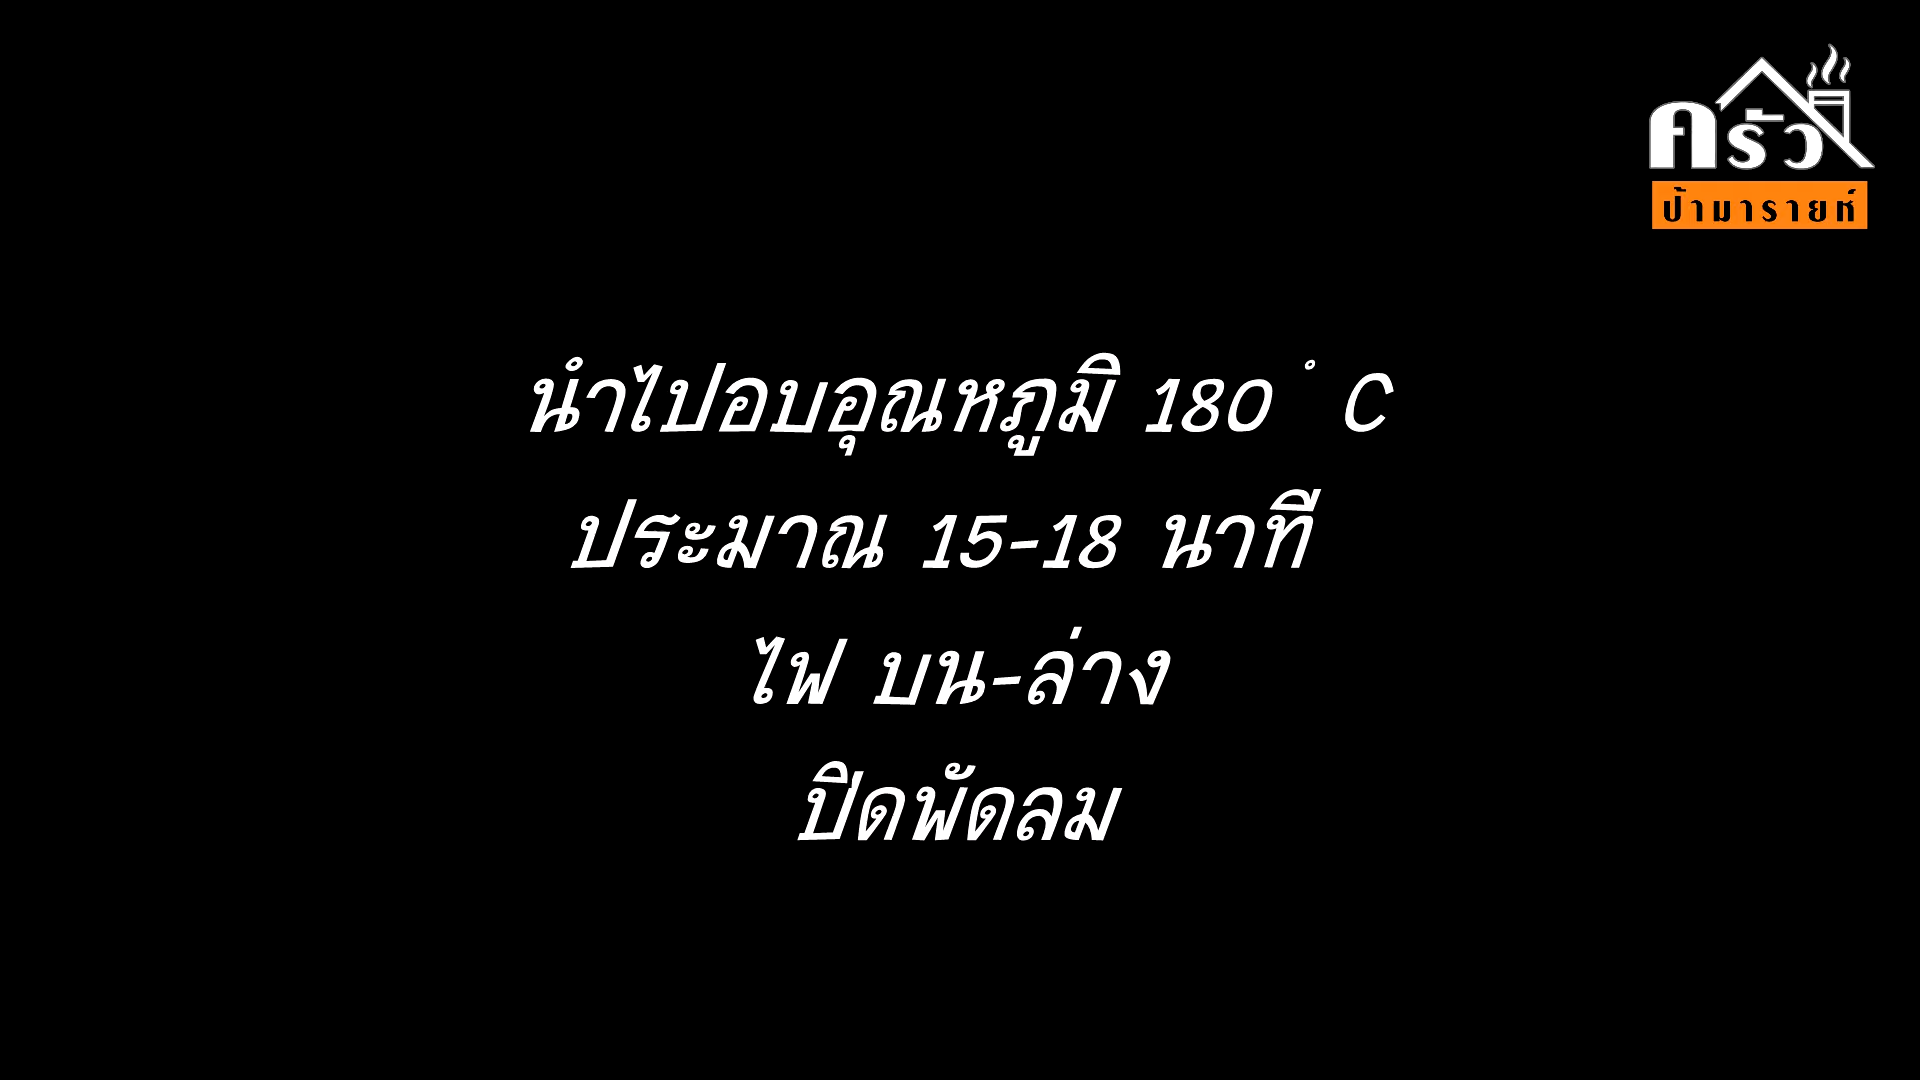 ครัว
ป้ามารายห์
นำไปอบอุณหภูมิ 180 ํ C
ประมาณ 15-18 นาที
ไฟ บน-ล่าง
ปิดพัดลม